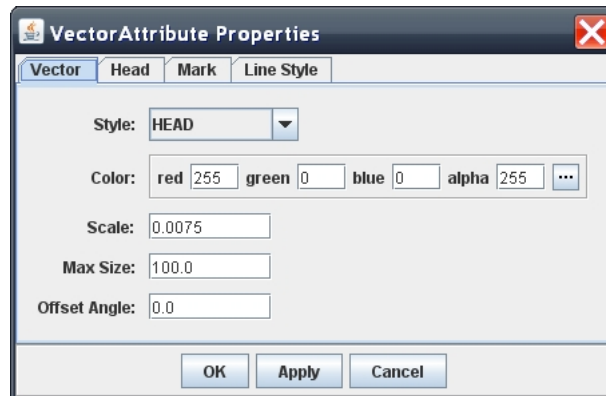 VectorAttribute Properties
Vector Head Mark Line Style
Style: HEAD
Color: red 255 green 0 blue 0 alpha 255 ...
Scale: 0.0075
Max Size: 100.0
Offset Angle: 0.0
OK Apply Cancel